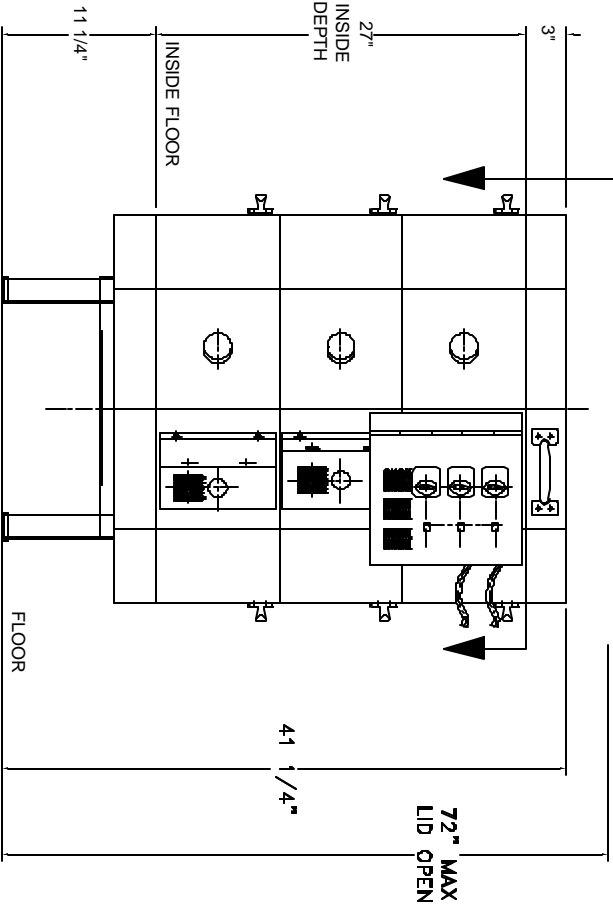 3"
27"
INSIDE
DEPTH
11 1/4"
INSIDE FLOOR
FLOOR
41 1/4"
72" MAX
LID OPEN